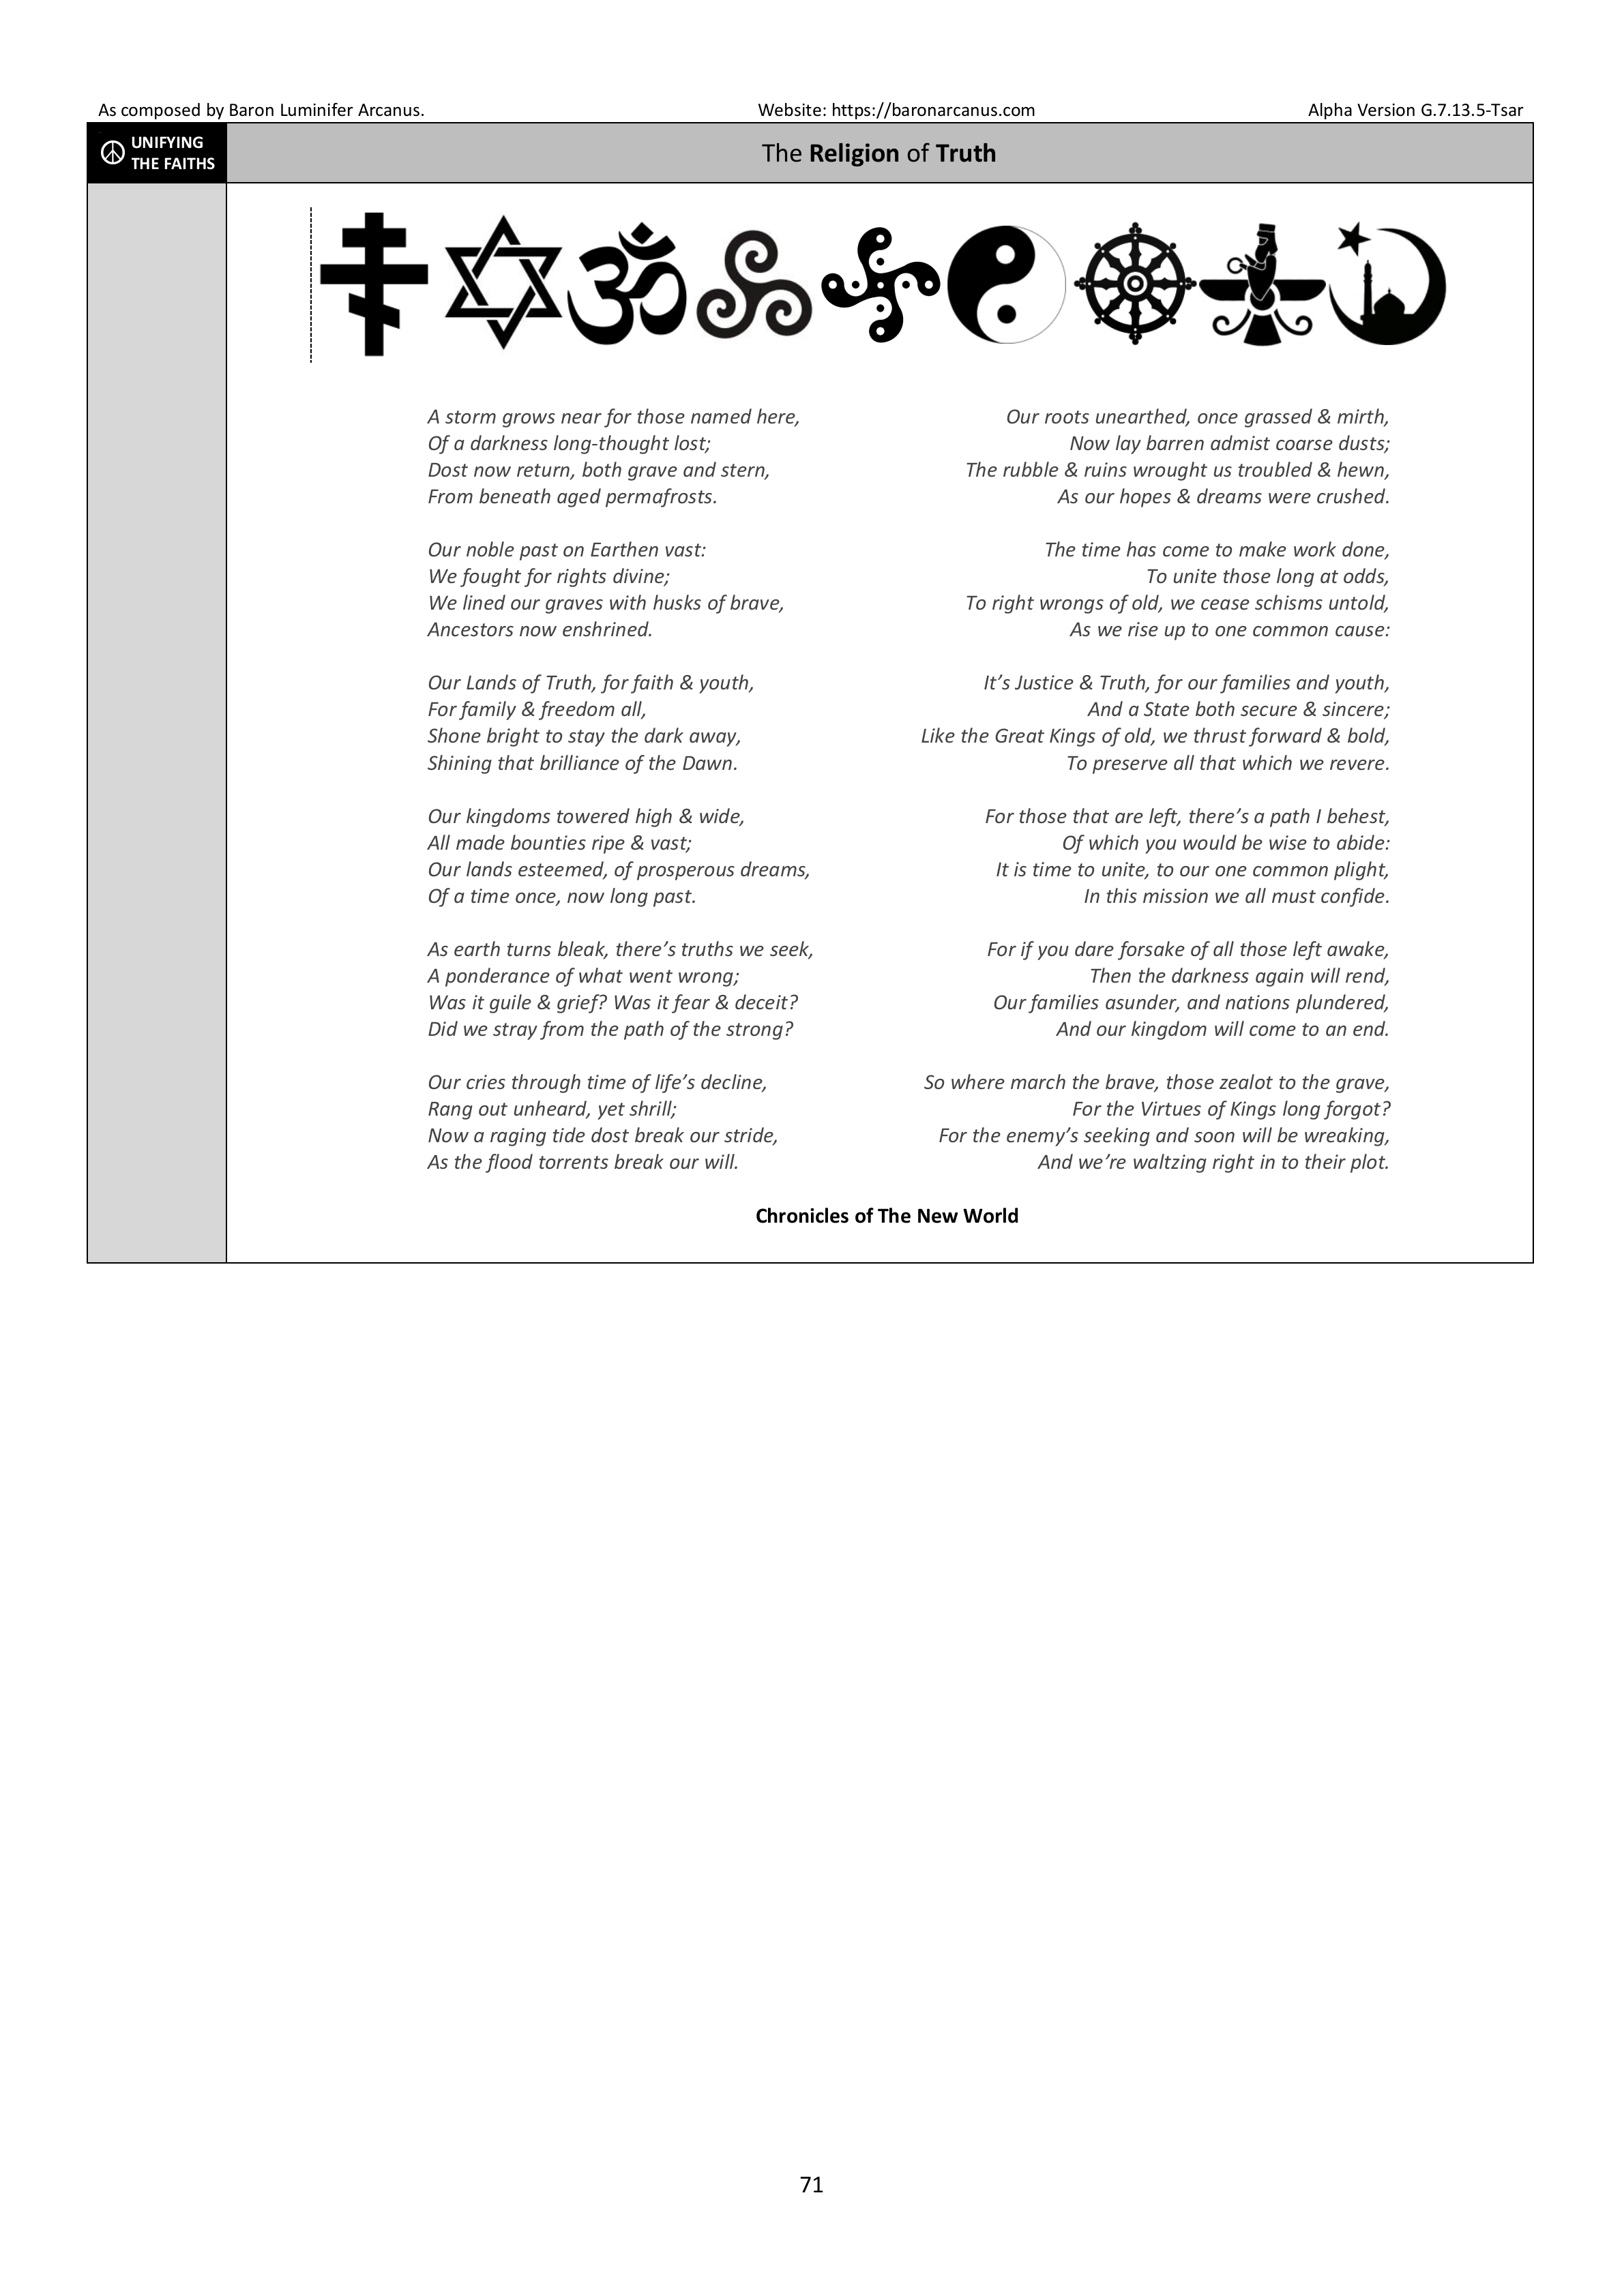 As composed by Baron Luminifer Arcanus. Website: https://baronarcanus.com Alpha Version G.7.13.5-Tsar
UNIFYING
THE FAITHS
The Religion of Truth
A storm grows near for those named here,
Of a darkness long-thought lost;
Dost now return, both grave and stern,
From beneath aged permafrosts.
Our noble past on Earthen vast:
We fought for rights divine;
We lined our graves with husks of brave,
Ancestors now enshrined.
Our Lands of Truth, for faith & youth,
For family & freedom all,
Shone bright to stay the dark away,
Shining that brilliance of the Dawn.
Our kingdoms towered high & wide,
All made bounties ripe & vast;
Our lands esteemed, of prosperous dreams,
Of a time once, now long past.
As earth turns bleak, there's truths we seek,
A ponderance of what went wrong;
Was it guile & grief? Was it fear & deceit?
Did we stray from the path of the strong?
Our cries through time of life's decline,
Rang out unheard, yet shrill;
Now a raging tide dost break our stride,
As the flood torrents break our will.
Our roots unearthed, once grassed & mirth,
Now lay barren admist coarse dusts;
The rubble & ruins wrought us troubled & hewn,
As our hopes & dreams were crushed.
The time has come to make work done,
To unite those long at odds,
To right wrongs of old, we cease schisms untold,
As we rise up to one common cause:
It's Justice & Truth, for our families and youth,
And a State both secure & sincere;
Like the Great Kings of old, we thrust forward & bold,
To preserve all that which we revere.
For those that are left, there's a path I behest,
Of which you would be wise to abide:
It is time to unite, to our one common plight,
In this mission we all must confide.
For if you dare forsake of all those left awake,
Then the darkness again will rend,
Our families asunder, and nations plundered,
And our kingdom will come to an end.
So where march the brave, those zealot to the grave,
For the Virtues of Kings long forgot?
For the enemy's seeking and soon will be wreaking,
And we're waltzing right in to their plot.
Chronicles of The New World
71